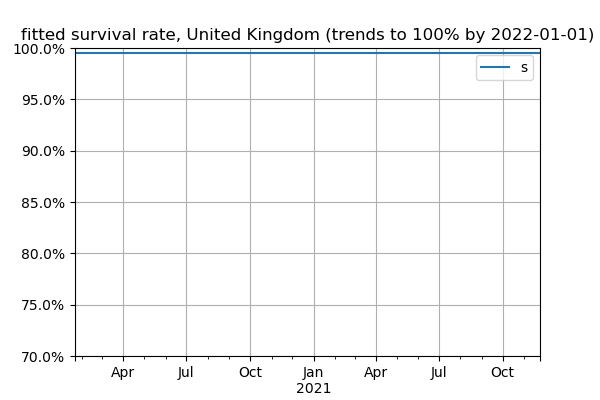 fitted survival rate, United Kingdom (trends to 100% by 2022-01-01)
100.0%
s
95.0%
90.0%
85.0%
80.0%
75.0%
70.0%
Apr Jul Oct Jan Apr Jul Oct
2021